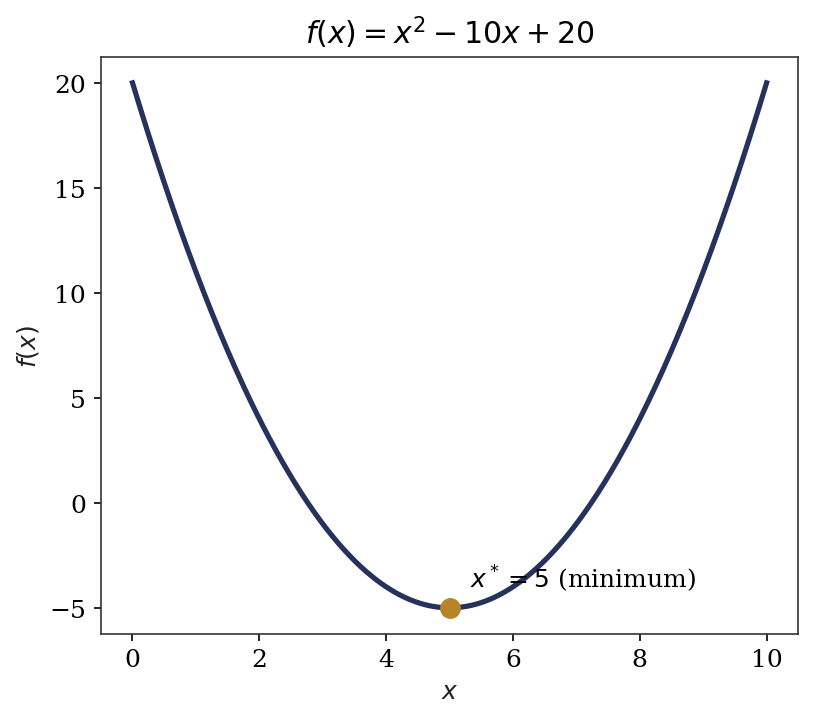 f(x) = x² − 10x + 20
f(x)
20
15
10
5
0
−5
x* = 5 (minimum)
0 2 4 6 8 10
x